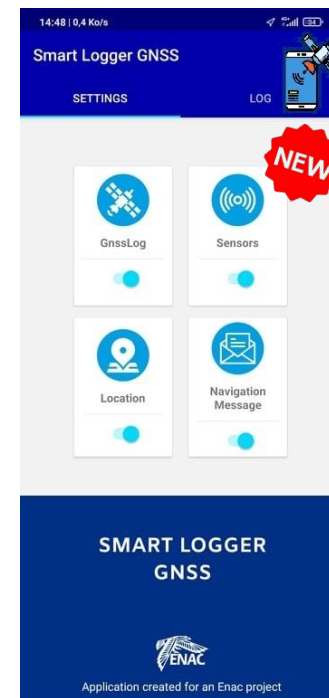 14:48 | 0,4 Ko/s
Smart Logger GNSS
SETTINGS
LOG
NEW
GnssLog
Sensors
Location
Navigation
Message
SMART LOGGER
GNSS
ENAC
Application created for an Enac project